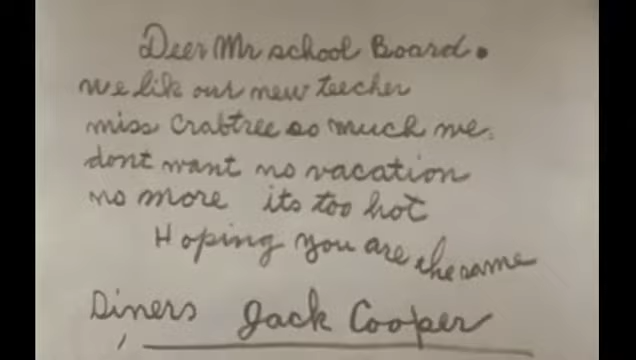 Deer Mr school Board.
we lik our new teecher
miss Crabtree so much we.
dont want no vacation
no more its too hot
Hoping you are the same
Diners Jack Cooper